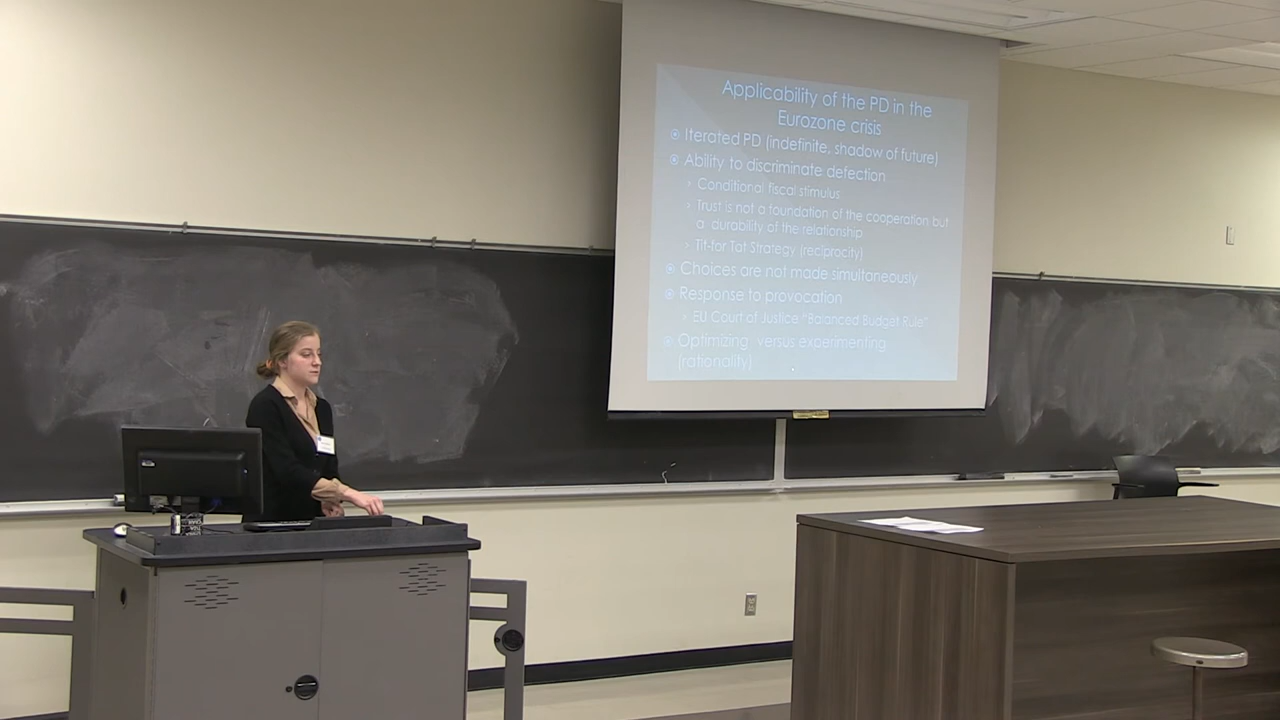 Applicability of the PD in the
Eurozone crisis
Iterated PD (indefinite, shadow of future)
Ability to discriminate defection
Conditional fiscal stimulus
Trust is not a foundation of the cooperation but
a durability of the relationship
Tit-for Tat Strategy (reciprocity)
Choices are not made simultaneously
Response to provocation
EU Court of Justice "Balanced Budget Rule"
Optimizing versus experimenting
(rationality)